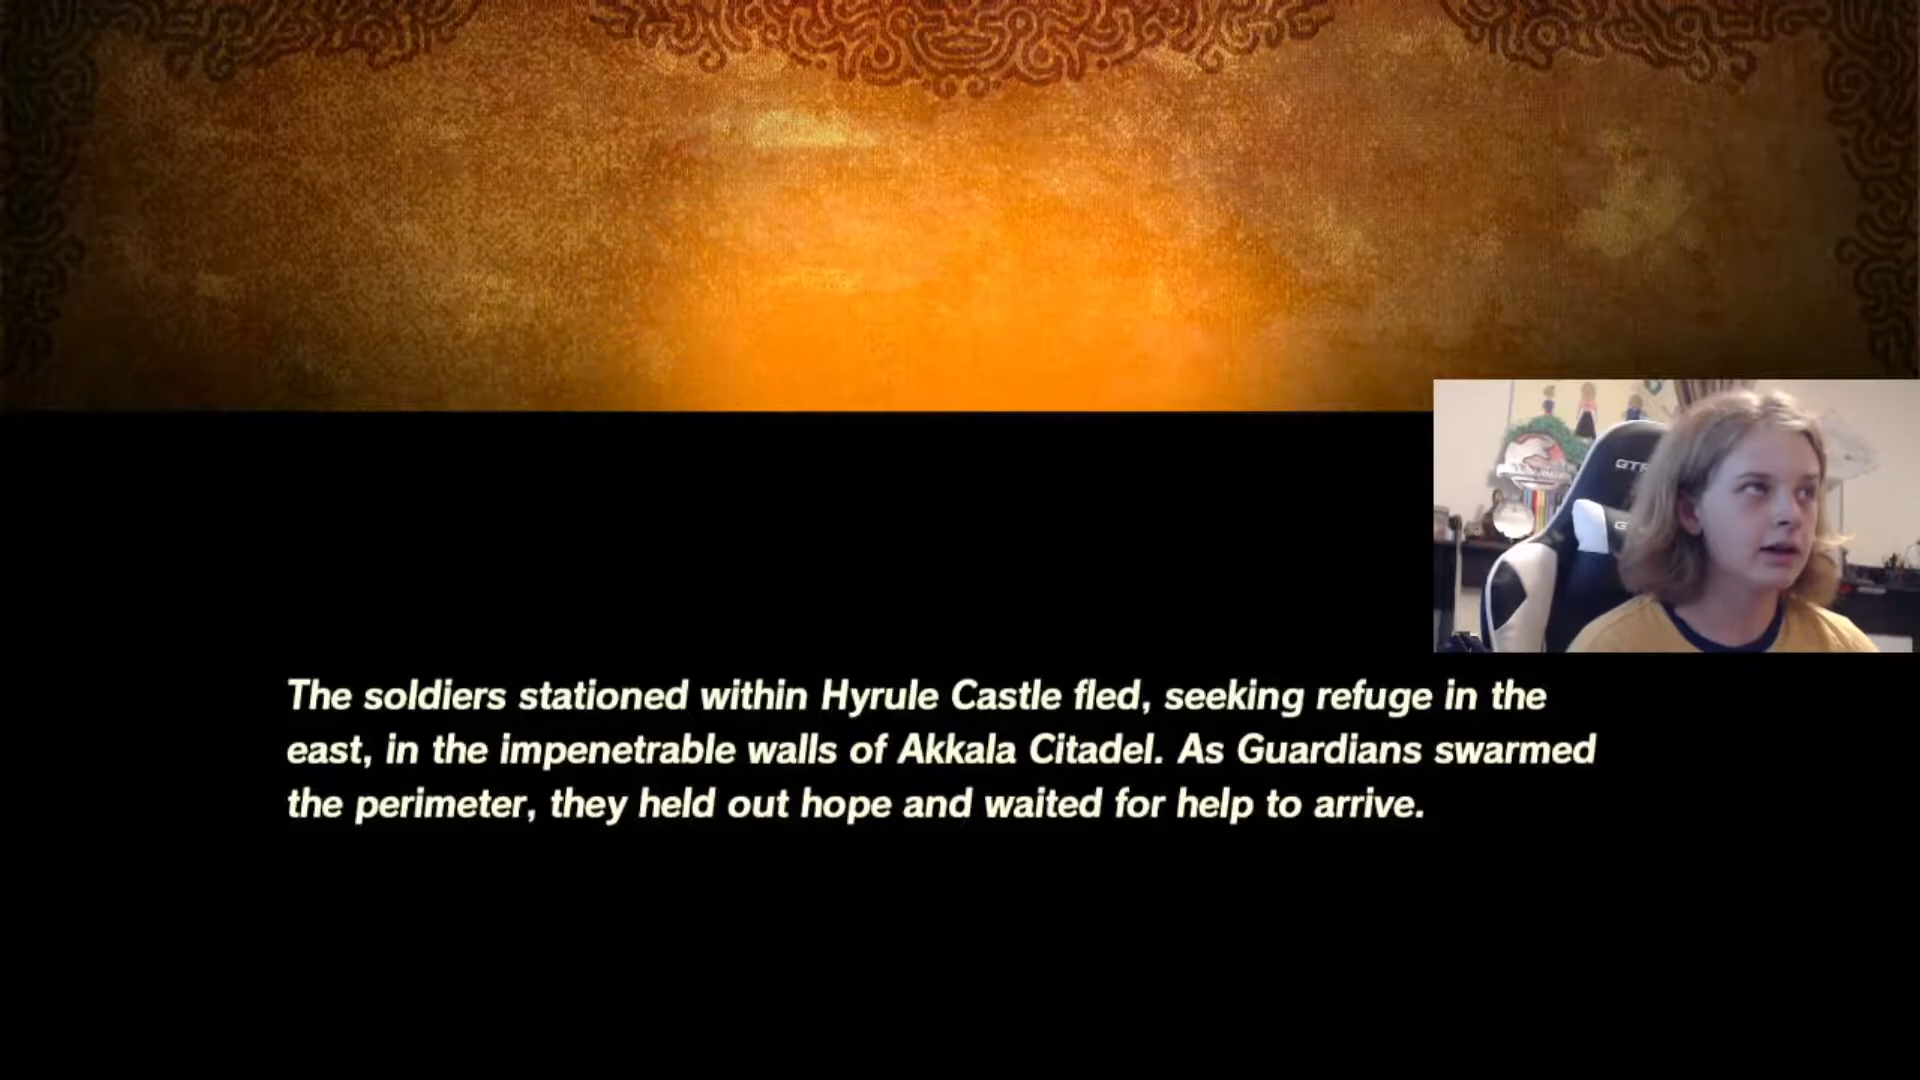 GTR
The soldiers stationed within Hyrule Castle fled, seeking refuge in the
east, in the impenetrable walls of Akkala Citadel. As Guardians swarmed
the perimeter, they held out hope and waited for help to arrive.